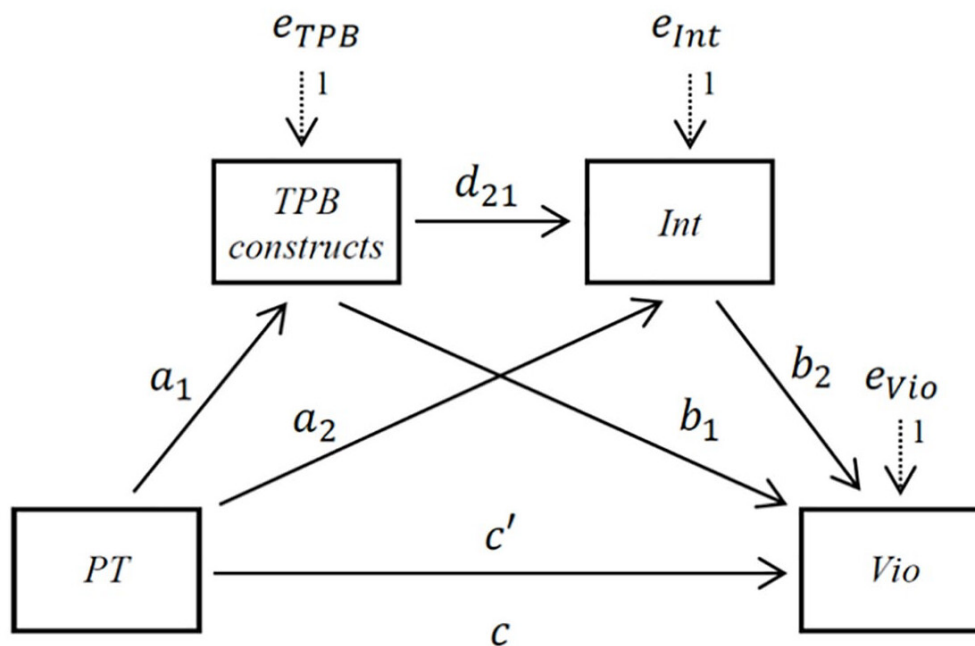 e_TPB
e_Int
1
1
TPB
constructs
d_21
Int
a_1
a_2
b_1
b_2
e_Vio
1
PT
c′
c
Vio